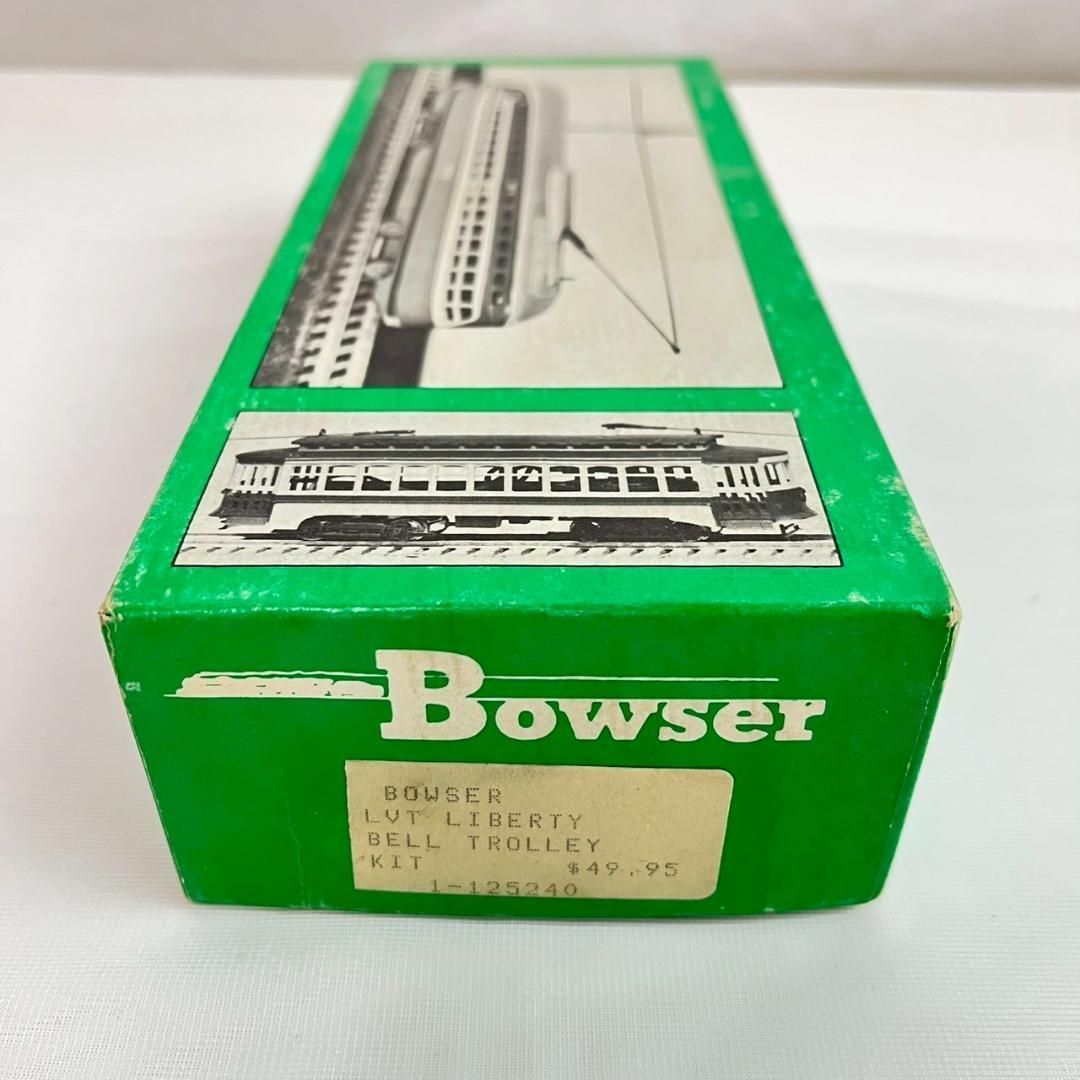 Bowser
BOWSER
LVT LIBERTY
BELL TROLLEY
KIT $49.95
1-125240